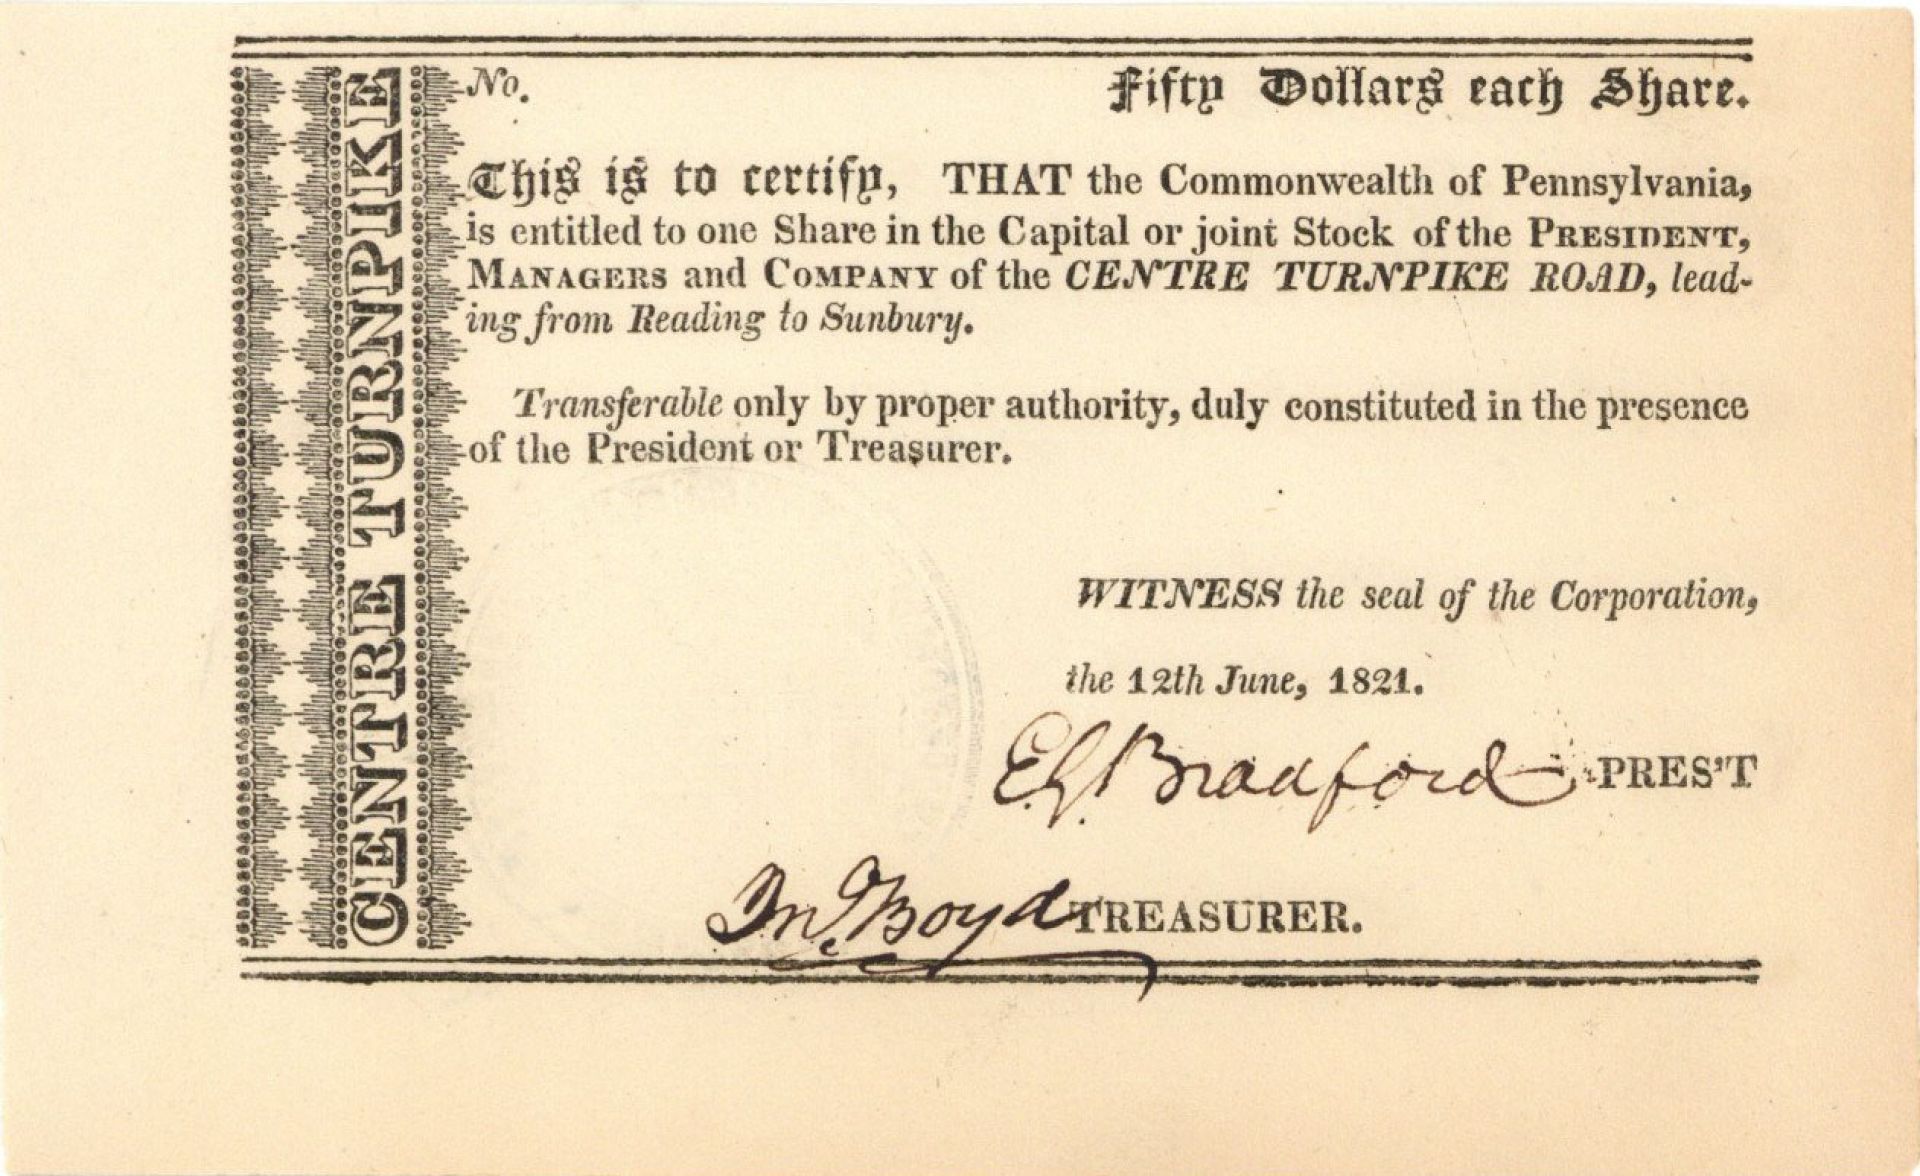 CENTRE TURNPIKE
No.
Fifty Dollars each Share.
This is to certify, THAT the Commonwealth of Pennsylvania,
is entitled to one Share in the Capital or joint Stock of the PRESIDENT,
MANAGERS and COMPANY of the CENTRE TURNPIKE ROAD, lead-
ing from Reading to Sunbury.
Transferable only by proper authority, duly constituted in the presence
of the President or Treasurer.
WITNESS the seal of the Corporation,
the 12th June, 1821.
E G Bradford PRES'T
Jno Boyd TREASURER.